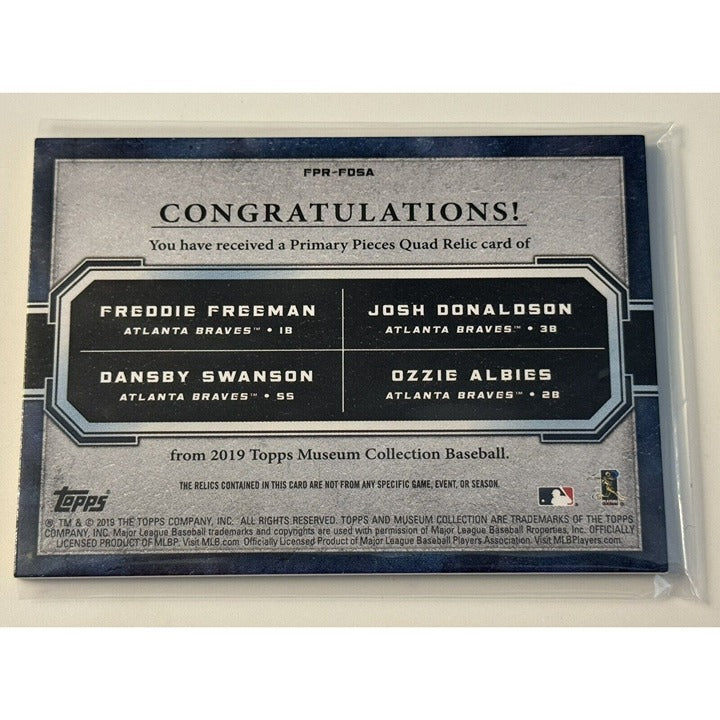 FPR-FDSA
CONGRATULATIONS!
You have received a Primary Pieces Quad Relic card of
FREDDIE FREEMAN
ATLANTA BRAVES™ • 1B
JOSH DONALDSON
ATLANTA BRAVES™ • 3B
DANSBY SWANSON
ATLANTA BRAVES™ • SS
OZZIE ALBIES
ATLANTA BRAVES™ • 2B
from 2019 Topps Museum Collection Baseball.
THE RELICS CONTAINED IN THIS CARD ARE NOT FROM ANY SPECIFIC GAME, EVENT, OR SEASON.
topps
®, TM & © 2019 THE TOPPS COMPANY, INC. ALL RIGHTS RESERVED. TOPPS AND MUSEUM COLLECTION ARE TRADEMARKS OF THE TOPPS
COMPANY, INC. Major League Baseball trademarks and copyrights are used with permission of Major League Baseball Properties, Inc. OFFICIALLY
LICENSED PRODUCT OF MLBP. Visit MLB.com. Officially Licensed Product of Major League Baseball Players Association. Visit MLBPlayers.com.